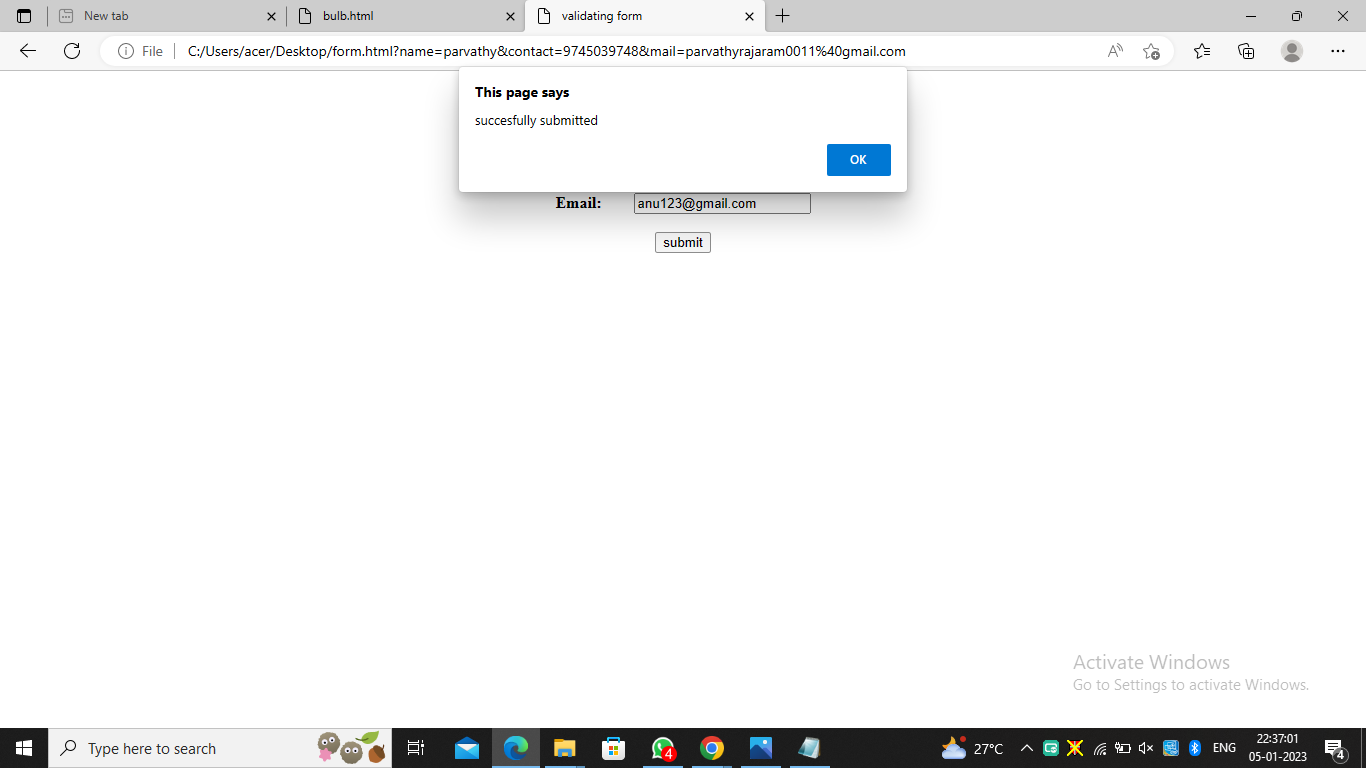 New tab
bulb.html
validating form
File
C:/Users/acer/Desktop/form.html?name=parvathy&contact=9745039748&mail=parvathyrajaram0011%40gmail.com
This page says
succesfully submitted
OK
Email: anu123@gmail.com
submit
Activate Windows
Go to Settings to activate Windows.
Type here to search
4
27°C
ENG
22:37:01
05-01-2023
4